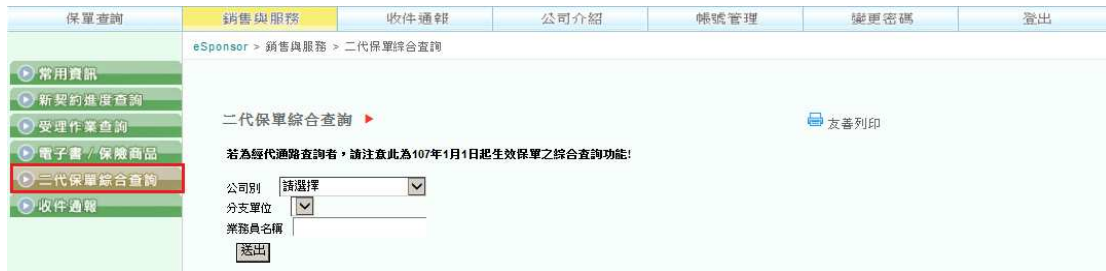 保單查詢 銷售與服務 收件通報 公司介紹 帳號管理 變更密碼 登出
eSponsor > 銷售與服務 > 二代保單綜合查詢
常用資訊
新契約進度查詢
受理作業查詢
電子書/保險商品
二代保單綜合查詢
收件通報
二代保單綜合查詢
友善列印
若為經代通路查詢者，請注意此為107年1月1日起生效保單之綜合查詢功能!
公司別 請選擇
分支單位
業務員名稱
送出